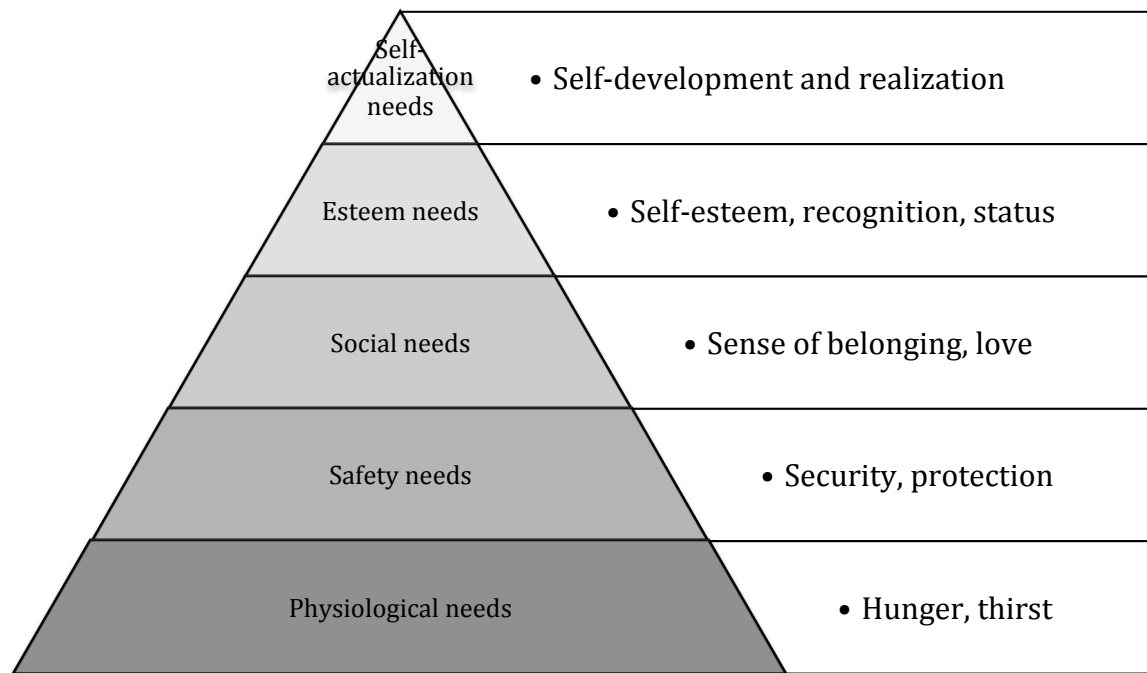 Self-
actualization
needs
• Self-development and realization
Esteem needs
• Self-esteem, recognition, status
Social needs
• Sense of belonging, love
Safety needs
• Security, protection
Physiological needs
• Hunger, thirst